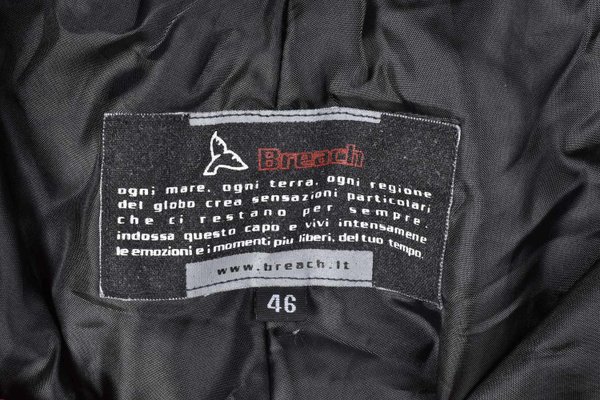 Breach
ogni mare, ogni terra, ogni regione
del globo crea sensazioni particolari
che ci restano per sempre.
indossa questo capo e vivi intensamene
le emozioni e i momenti piu liberi, del tuo tempo.
www.breach.it
46